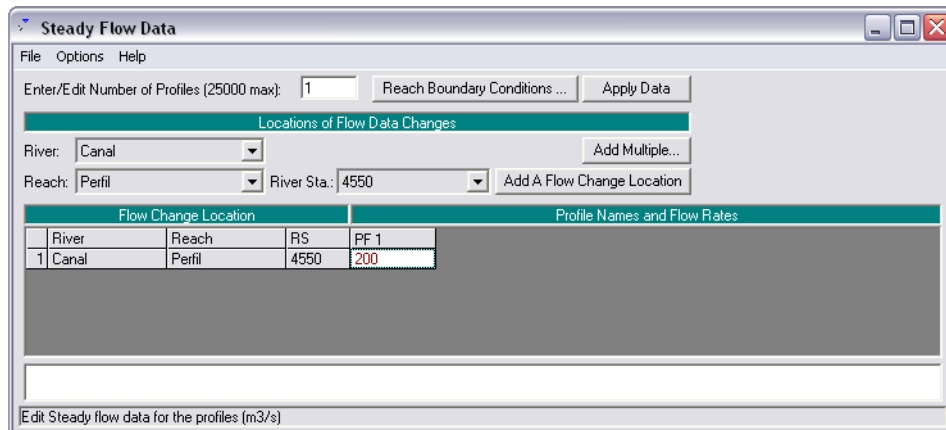 Steady Flow Data
File Options Help
Enter/Edit Number of Profiles (25000 max): 1 Reach Boundary Conditions ... Apply Data
Locations of Flow Data Changes
River: Canal Add Multiple...
Reach: Perfil River Sta.: 4550 Add A Flow Change Location
Flow Change Location Profile Names and Flow Rates
River Reach RS PF 1
1 Canal Perfil 4550 200
Edit Steady flow data for the profiles (m3/s)